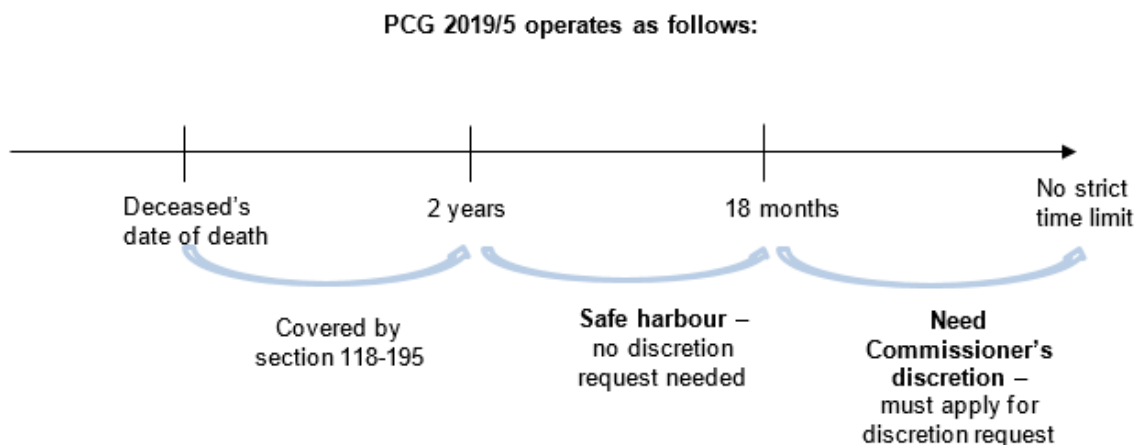 PCG 2019/5 operates as follows:
Deceased's
date of death
2 years
18 months
No strict
time limit
Covered by
section 118-195
Safe harbour –
no discretion
request needed
Need
Commissioner's
discretion –
must apply for
discretion request